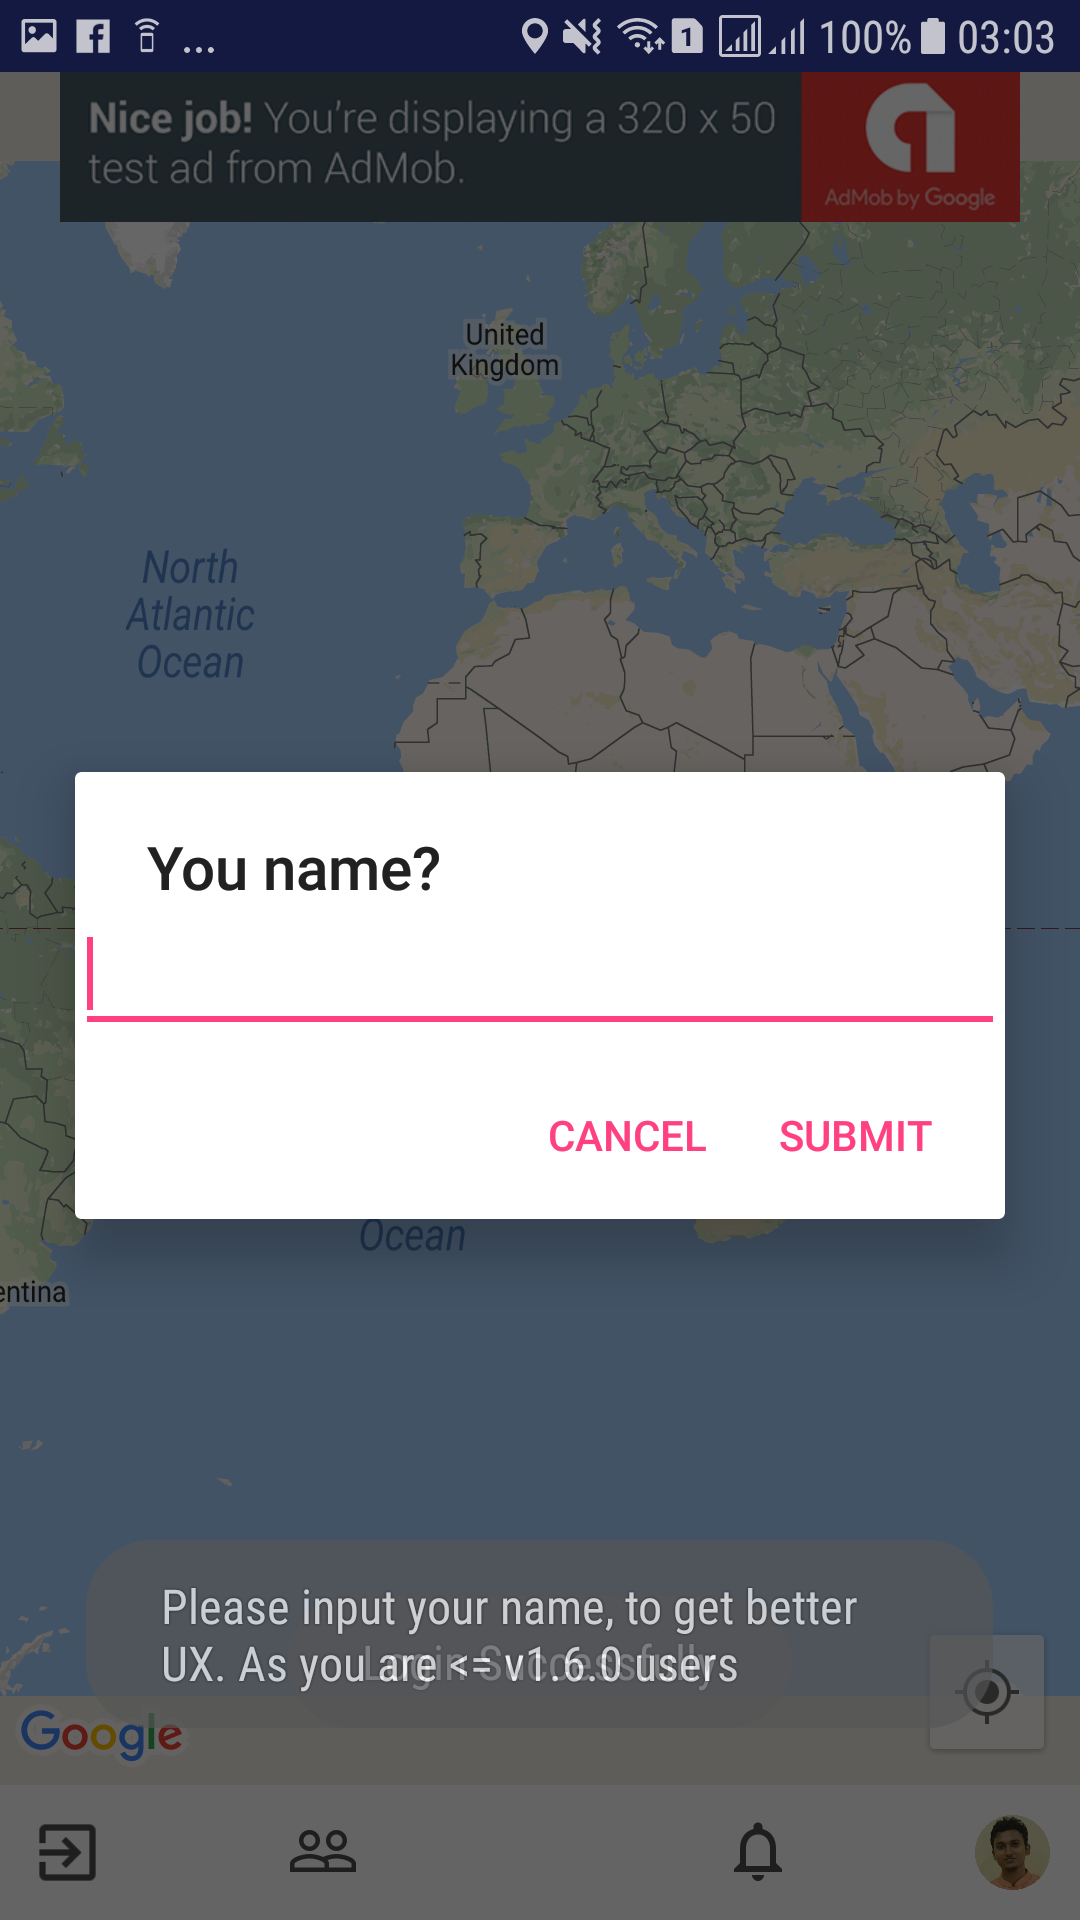 ... 1 100% 03:03
Nice job! You're displaying a 320 x 50
test ad from AdMob.
AdMob by Google
United
Kingdom
North
Atlantic
Ocean
You name?
CANCEL SUBMIT
Ocean
entina
Please input your name, to get better
UX. As you are <= v1.6.0 users
Login Successfully
Google